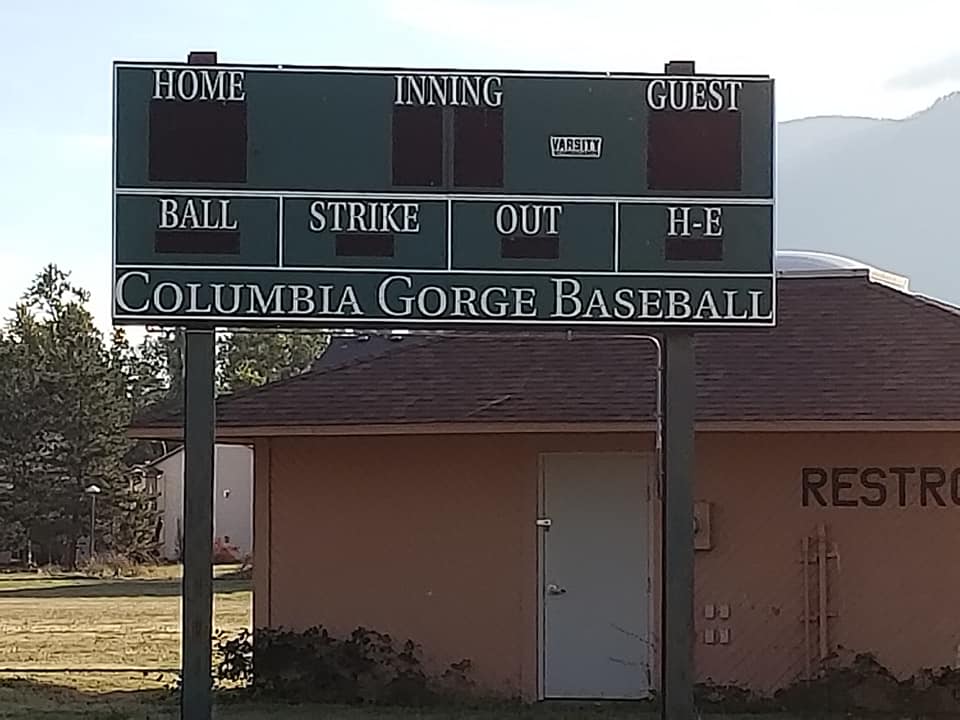 HOME INNING GUEST
VARSITY
BALL STRIKE OUT H-E
COLUMBIA GORGE BASEBALL
RESTRO